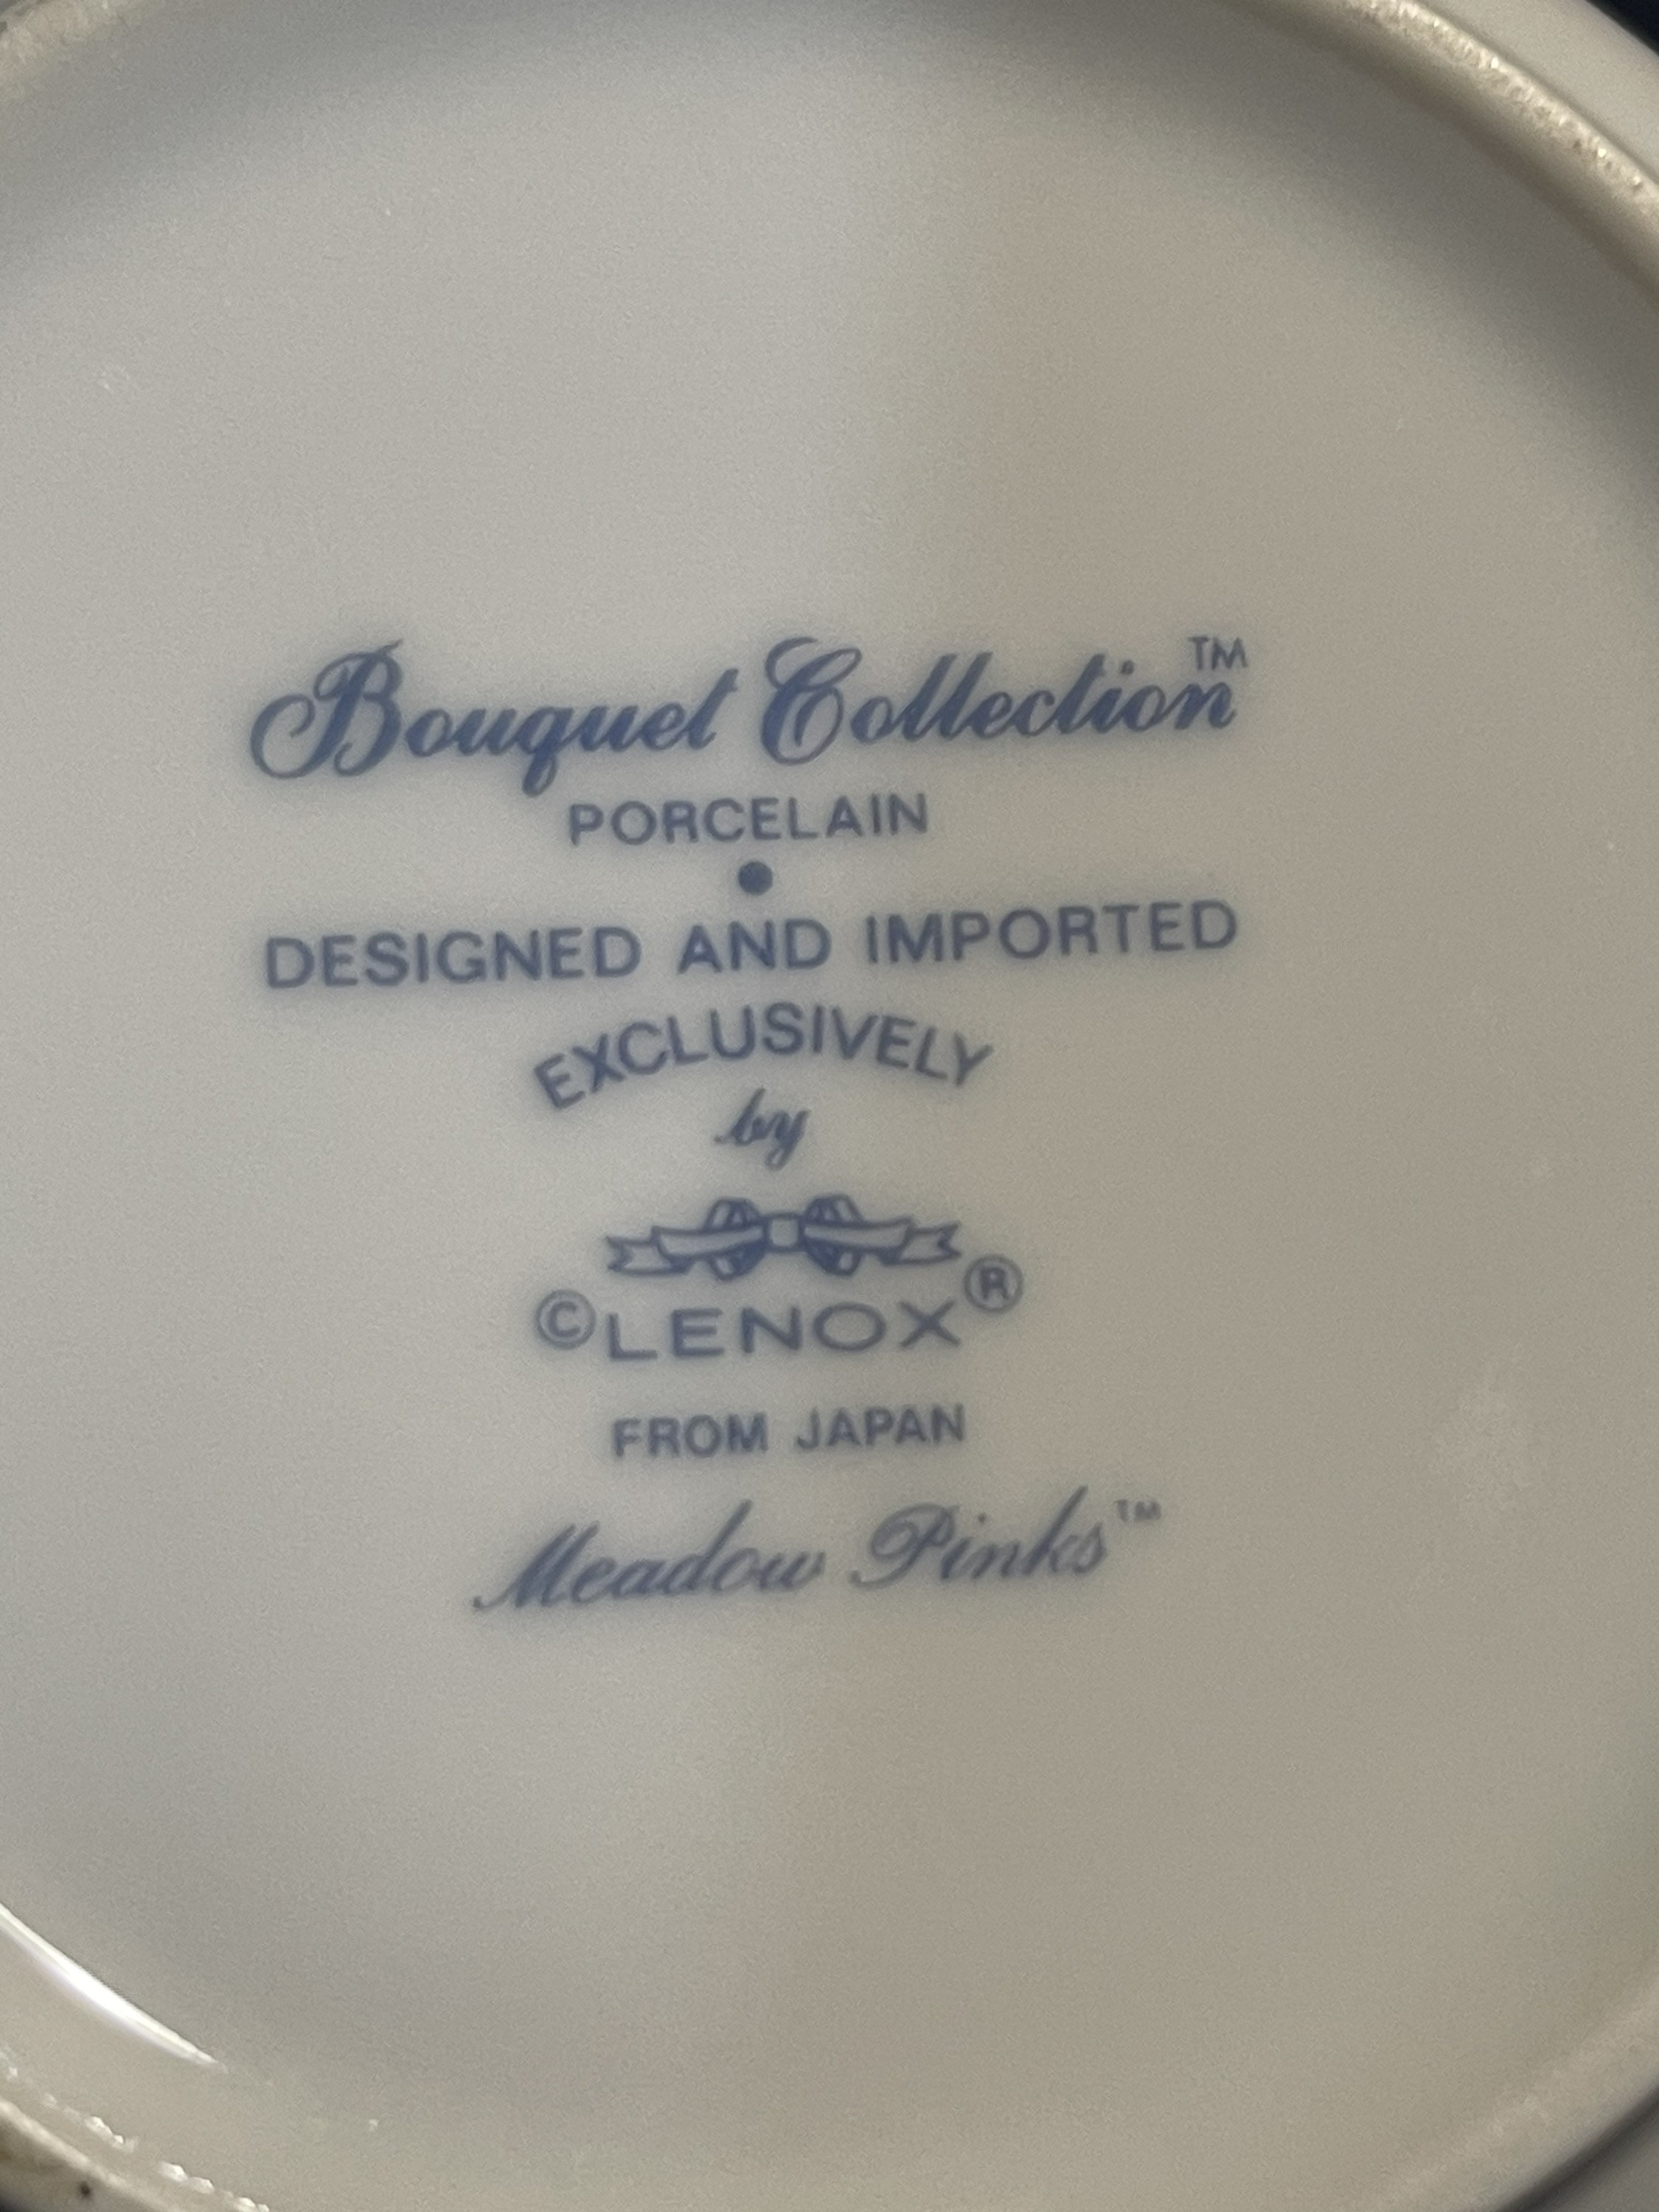 Bouquet Collection™
PORCELAIN
•
DESIGNED AND IMPORTED
EXCLUSIVELY
by
©LENOX®
FROM JAPAN
Meadow Pinks™